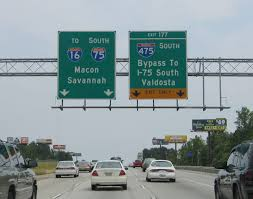 TO SOUTH
16 75
Macon
Savannah
EXIT 177
475 SOUTH
Bypass To
I-75 South
Valdosta
EXIT ONLY